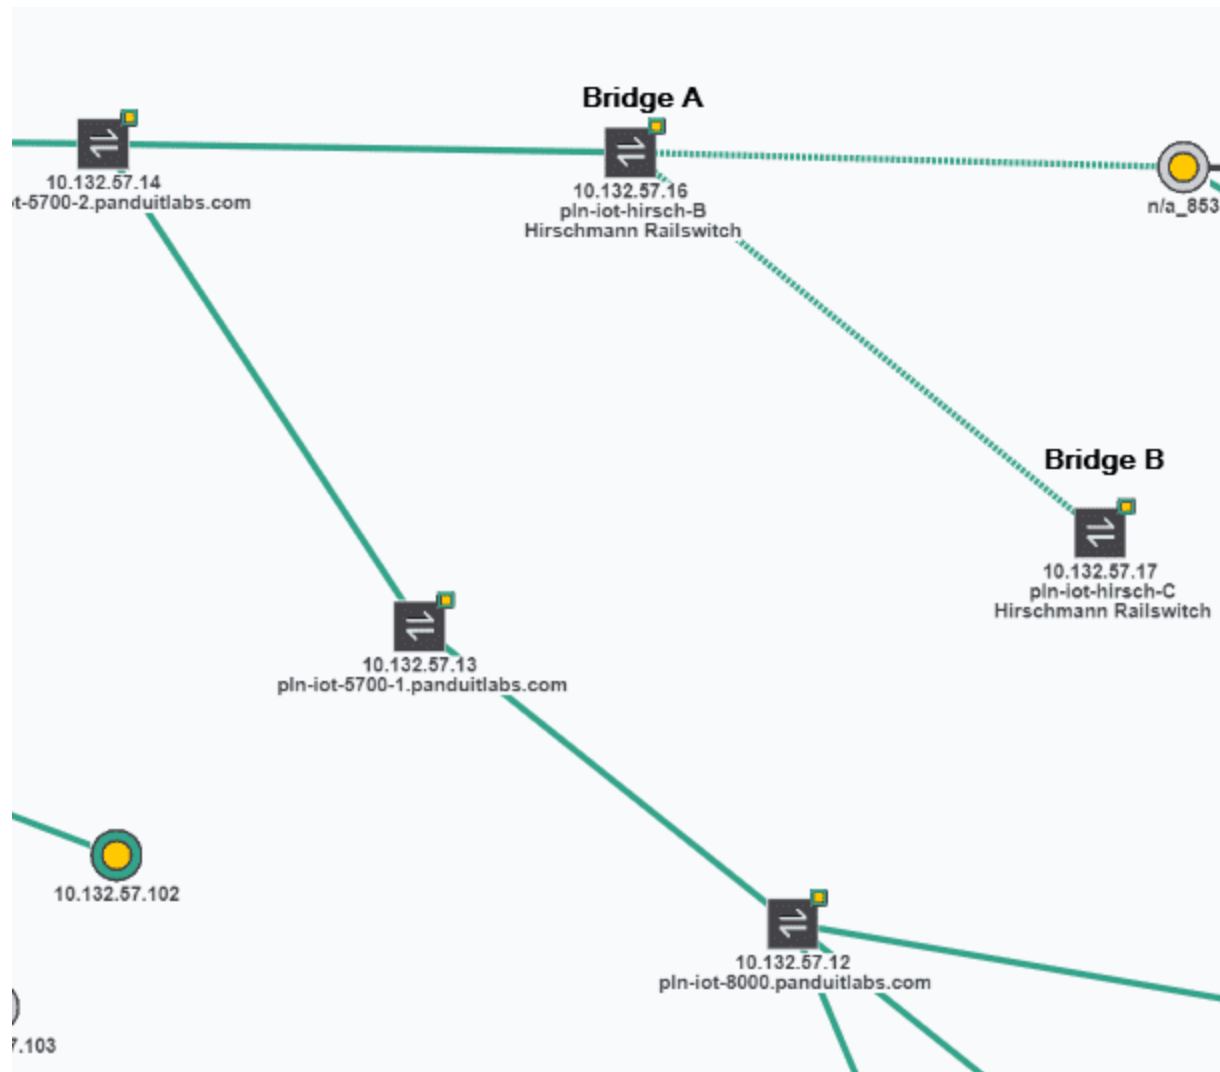 Bridge A
10.132.57.14
t-5700-2.panduitlabs.com
10.132.57.16
pln-iot-hirsch-B
Hirschmann Railswitch
n/a_853
Bridge B
10.132.57.17
pln-iot-hirsch-C
Hirschmann Railswitch
10.132.57.13
pln-iot-5700-1.panduitlabs.com
10.132.57.102
10.132.57.12
pln-iot-8000.panduitlabs.com
7.103